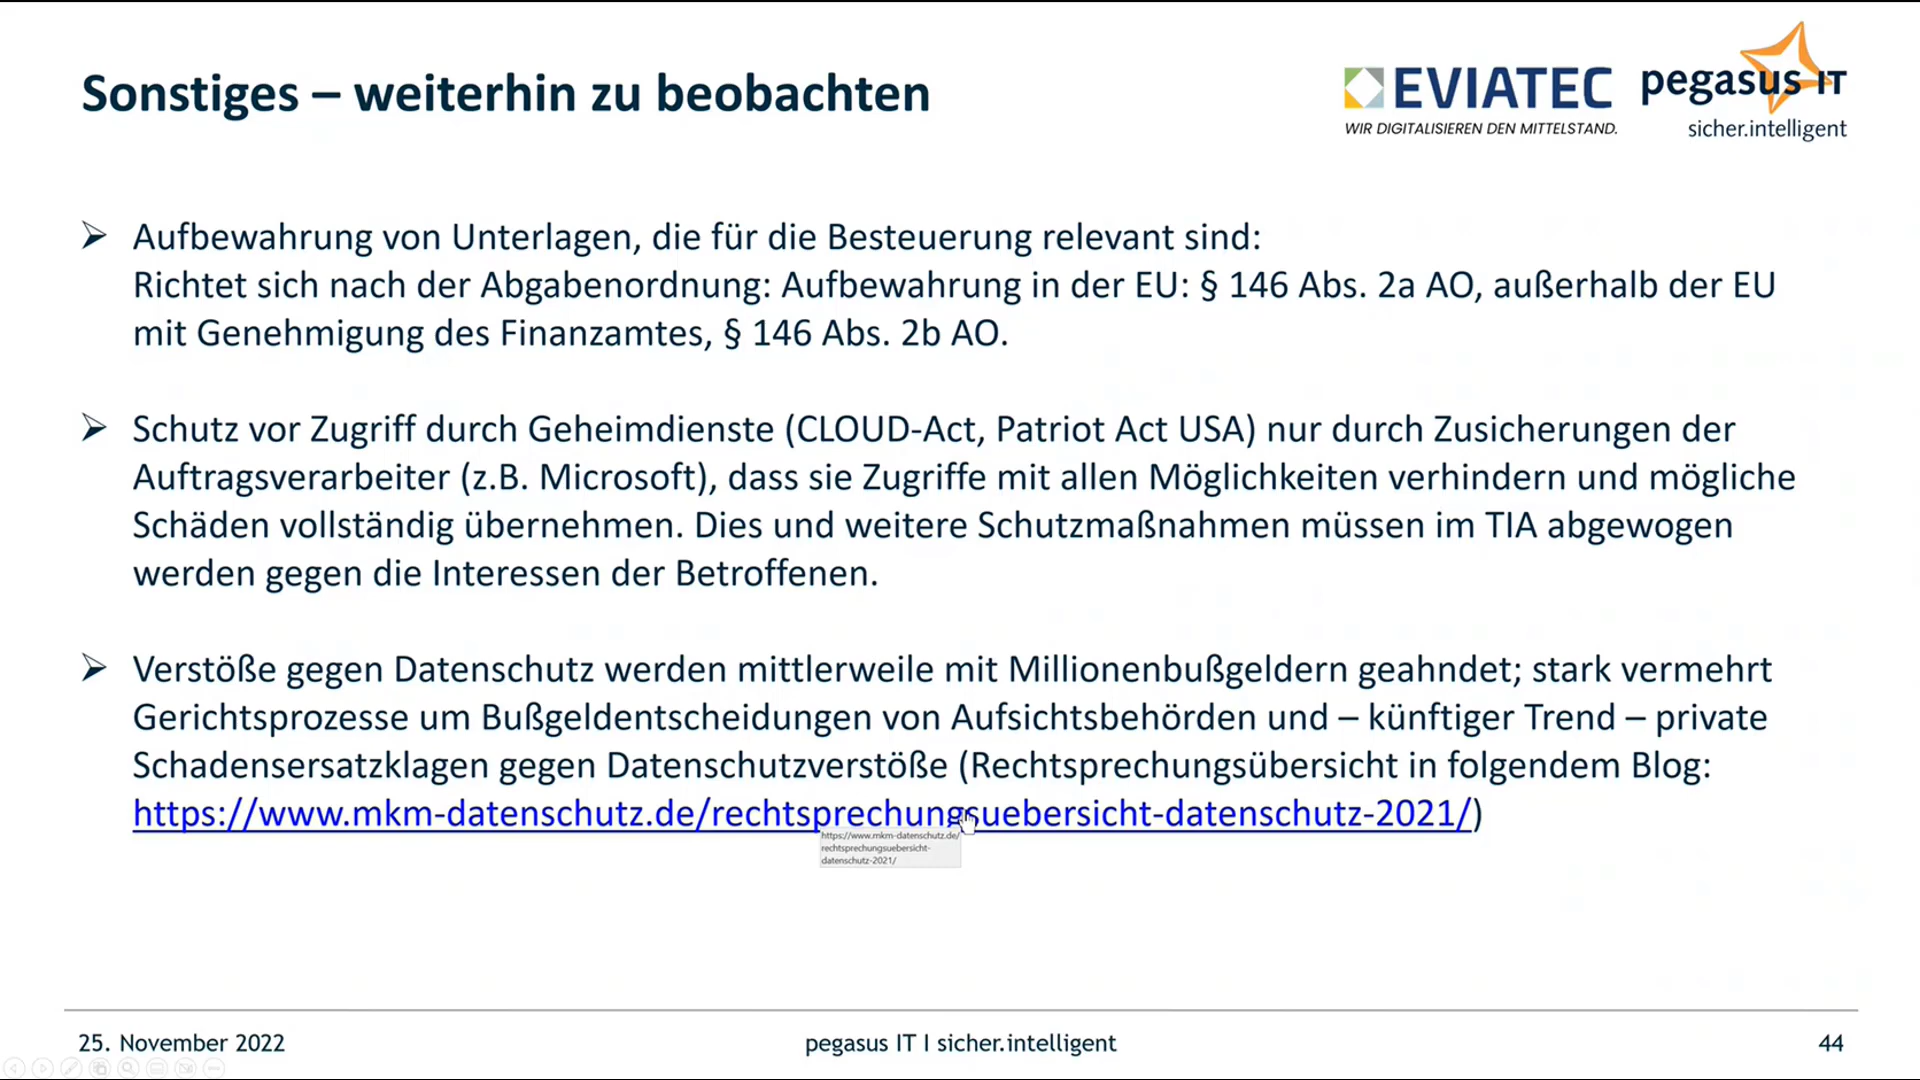 Sonstiges – weiterhin zu beobachten
EVIATEC
WIR DIGITALISIEREN DEN MITTELSTAND.
pegasus IT
sicher.intelligent
➢ Aufbewahrung von Unterlagen, die für die Besteuerung relevant sind:
Richtet sich nach der Abgabenordnung: Aufbewahrung in der EU: § 146 Abs. 2a AO, außerhalb der EU
mit Genehmigung des Finanzamtes, § 146 Abs. 2b AO.
➢ Schutz vor Zugriff durch Geheimdienste (CLOUD-Act, Patriot Act USA) nur durch Zusicherungen der
Auftragsverarbeiter (z.B. Microsoft), dass sie Zugriffe mit allen Möglichkeiten verhindern und mögliche
Schäden vollständig übernehmen. Dies und weitere Schutzmaßnahmen müssen im TIA abgewogen
werden gegen die Interessen der Betroffenen.
➢ Verstöße gegen Datenschutz werden mittlerweile mit Millionenbußgeldern geahndet; stark vermehrt
Gerichtsprozesse um Bußgeldentscheidungen von Aufsichtsbehörden und – künftiger Trend – private
Schadensersatzklagen gegen Datenschutzverstöße (Rechtsprechungsübersicht in folgendem Blog:
https://www.mkm-datenschutz.de/rechtsprechungsuebersicht-datenschutz-2021/)
https://www.mkm-datenschutz.de/
rechtsprechungsuebersicht-
datenschutz-2021/
25. November 2022
pegasus IT I sicher.intelligent
44